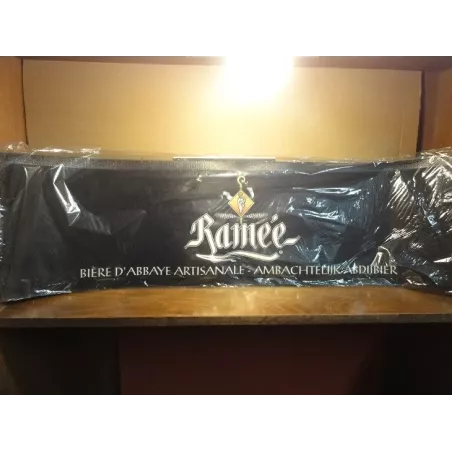 Ramée
BIÈRE D'ABBAYE ARTISANALE - AMBACHTELIJK ABDIJBIER